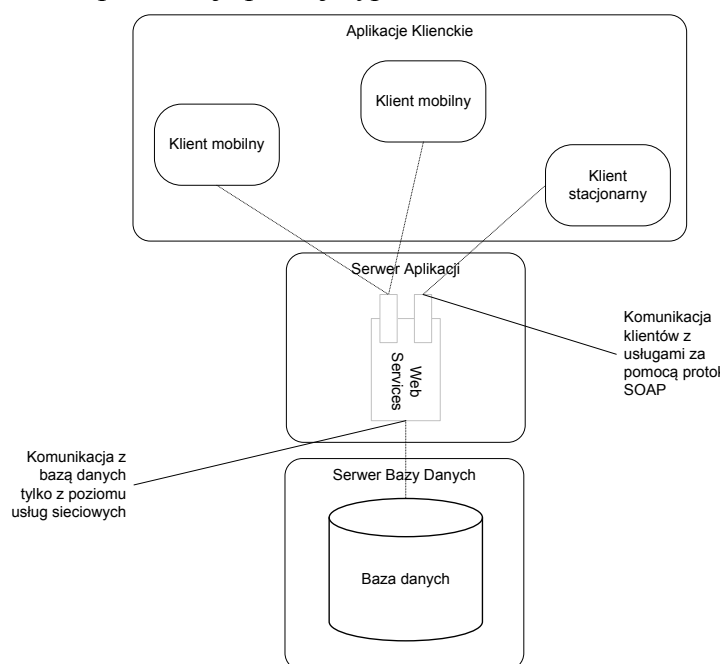 Aplikacje Klienckie
Klient mobilny
Klient mobilny
Klient
stacjonarny
Serwer Aplikacji
Web
Services
Komunikacja
klientów z
usługami za
pomocą
SOAP
Komunikacja z
bazą danych
tylko z poziomu
usług sieciowych
Serwer Bazy Danych
Baza danych